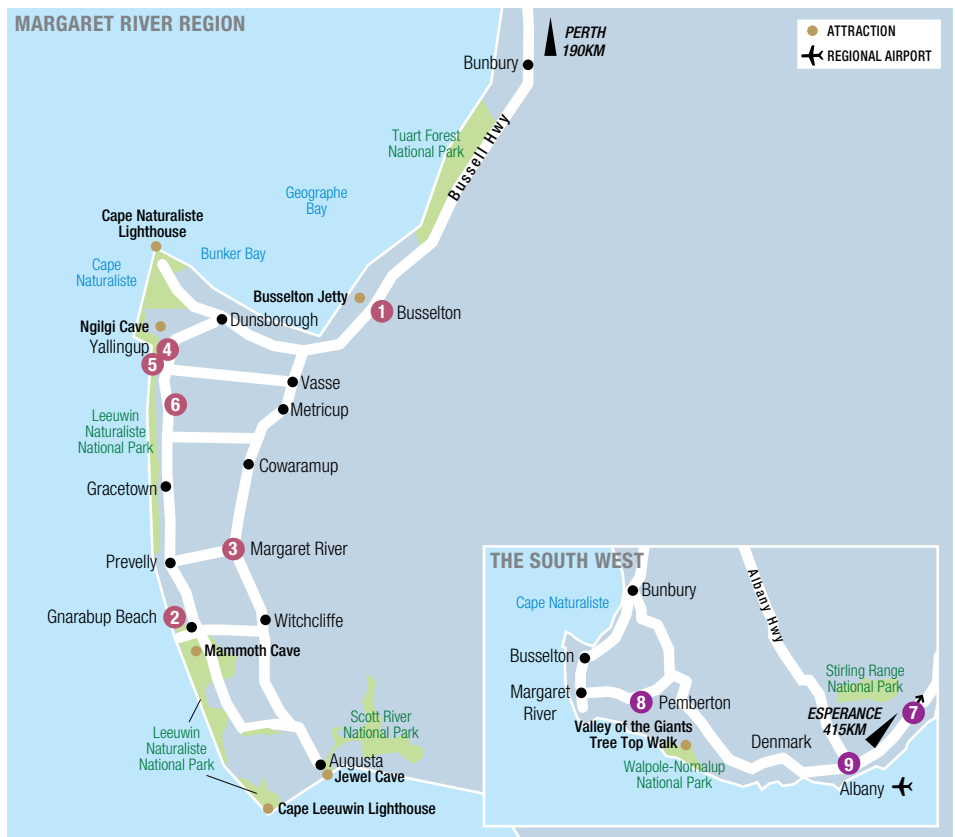 MARGARET RIVER REGION
PERTH
190KM
ATTRACTION
REGIONAL AIRPORT
Bunbury
Tuart Forest
National Park
Bussell Hwy
Geographe
Bay
Cape Naturaliste
Lighthouse
Bunker Bay
Cape
Naturaliste
Busselton Jetty
1
Busselton
Ngilgi Cave
Dunsborough
Yallingup
4
5
Vasse
6
Metricup
Leeuwin
Naturaliste
National Park
Cowaramup
Gracetown
3
Margaret River
Prevelly
Gnarabup Beach
2
Witchcliffe
Mammoth Cave
Scott River
National Park
Leeuwin
Naturaliste
National Park
Augusta
Jewel Cave
Cape Leeuwin Lighthouse
THE SOUTH WEST
Albany Hwy
Bunbury
Cape Naturaliste
Busselton
Stirling Range
National Park
Margaret
River
8
Pemberton
ESPERANCE
415KM
7
Valley of the Giants
Tree Top Walk
Denmark
Walpole-Nornalup
National Park
9
Albany